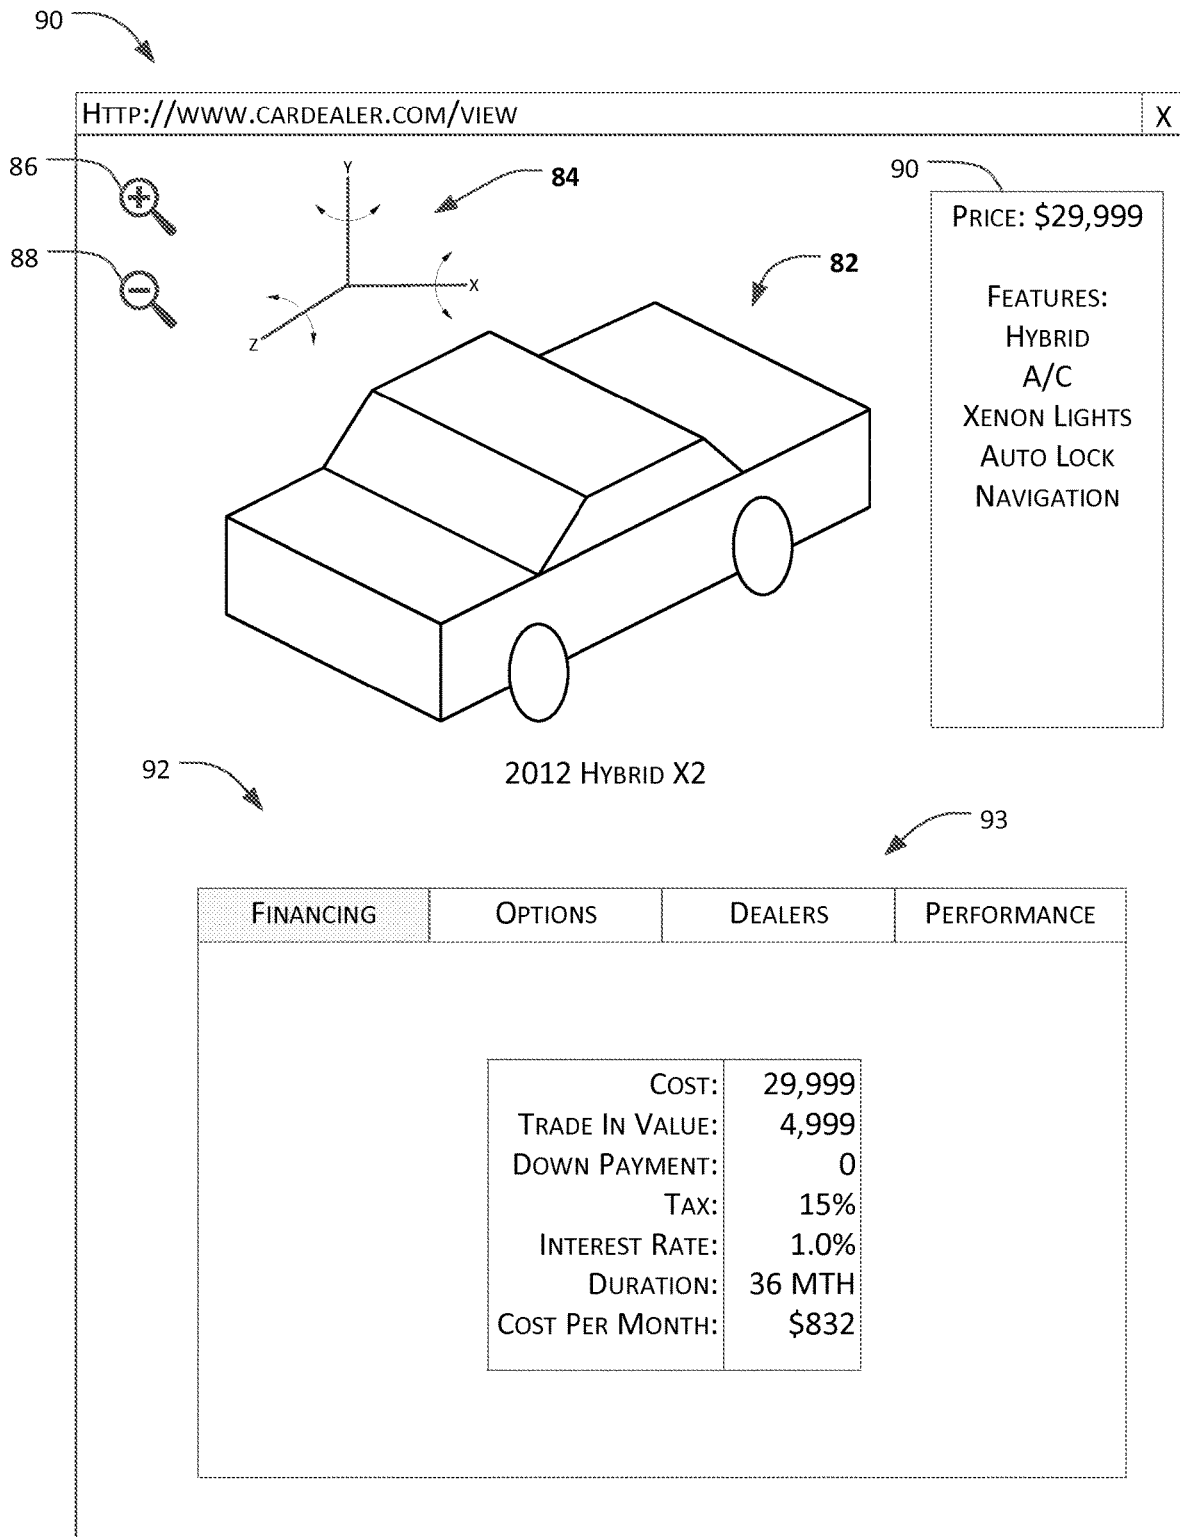 90
HTTP://WWW.CARDEALER.COM/VIEW X
86
Y
84
90
PRICE: $29,999
88
X
82
Z
FEATURES:
HYBRID
A/C
XENON LIGHTS
AUTO LOCK
NAVIGATION
92
2012 HYBRID X2
93
FINANCING OPTIONS DEALERS PERFORMANCE
COST: 29,999
TRADE IN VALUE: 4,999
DOWN PAYMENT: 0
TAX: 15%
INTEREST RATE: 1.0%
DURATION: 36 MTH
COST PER MONTH: $832